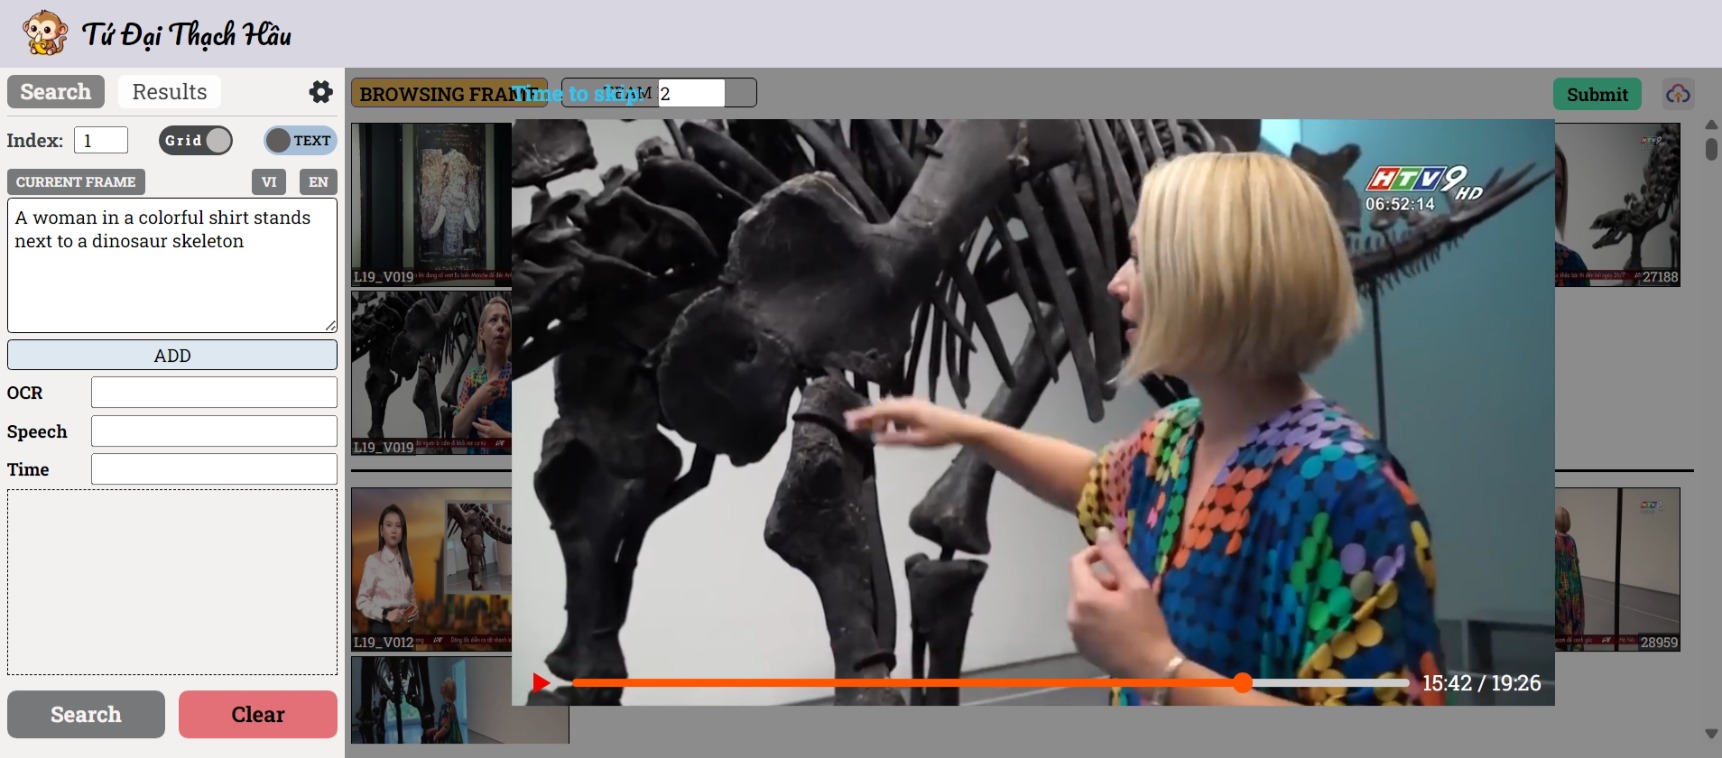 Tứ Đại Thạch Hầu
Search
Results
BROWSING FRAME
Time to skip:
2
Submit
Index:
1
Grid
TEXT
CURRENT FRAME
VI
EN
A woman in a colorful shirt stands
next to a dinosaur skeleton
ADD
OCR
Speech
Time
Search
Clear
L19_V019
L19_V019
L19_V012
HTV9 HD
06:52:14
15:42 / 19:26
27188
28959